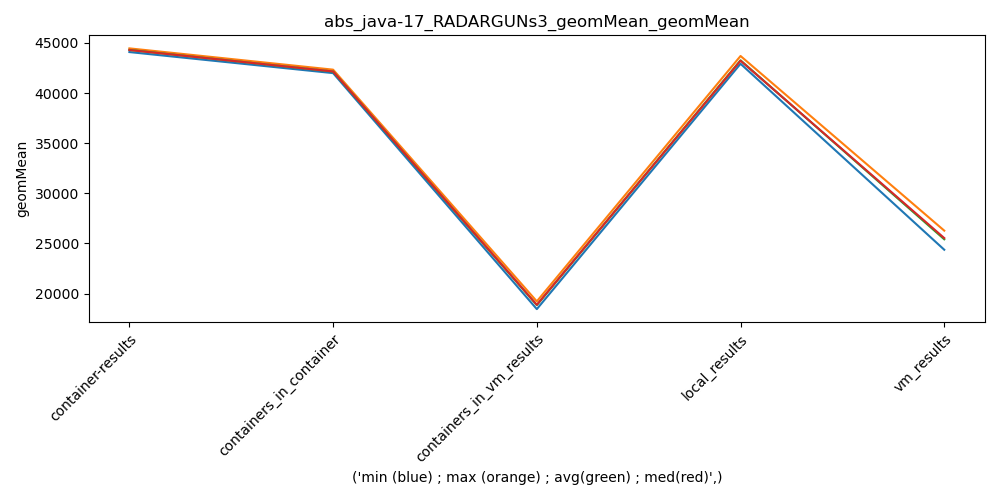 abs_java-17_RADARGUNs3_geomMean_geomMean
geomMean
45000
40000
35000
30000
25000
20000
container-results
containers_in_container
containers_in_vm_results
local_results
vm_results
('min (blue) ; max (orange) ; avg(green) ; med(red)',)